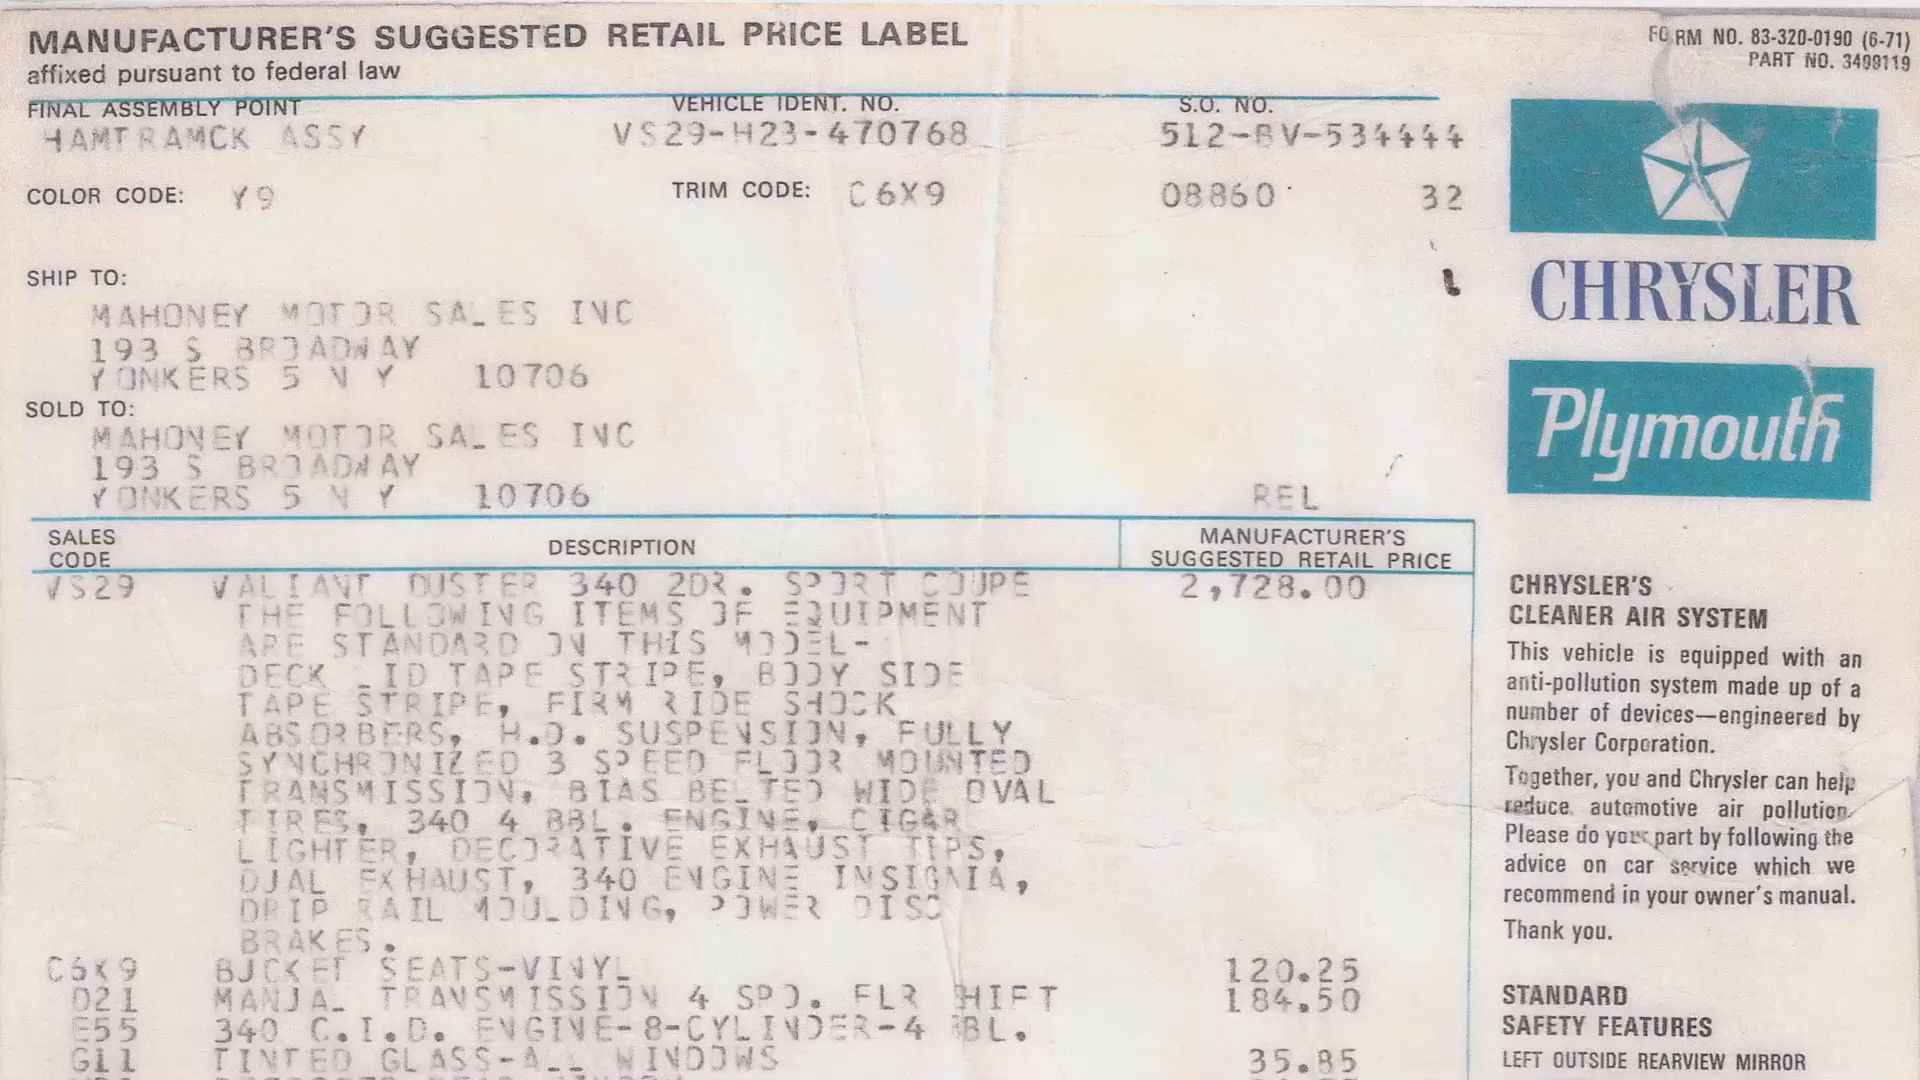 MANUFACTURER'S SUGGESTED RETAIL PRICE LABEL
affixed pursuant to federal law
FORM NO. 83-320-0190 (6-71)
PART NO. 3499119
FINAL ASSEMBLY POINT VEHICLE IDENT. NO. S.O. NO.
HAMTRAMCK ASSY VS29-H23-470768 512-BV-534444
COLOR CODE: Y9 TRIM CODE: C6X9 08860 32
SHIP TO:
MAHONEY MOTOR SALES INC
193 S BROADWAY
YONKERS 5 N Y 10706
SOLD TO:
MAHONEY MOTOR SALES INC
193 S BROADWAY
YONKERS 5 N Y 10706
REL
SALES CODE DESCRIPTION MANUFACTURER'S SUGGESTED RETAIL PRICE
VS29 VALIANT DUSTER 340 2DR. SPORT COUPE 2,728.00
THE FOLLOWING ITEMS OF EQUIPMENT
ARE STANDARD ON THIS MODEL-
DECK LID TAPE STRIPE, BODY SIDE
TAPE STRIPE, FIRM RIDE SHOCK
ABSORBERS, H.D. SUSPENSION, FULLY
SYNCHRONIZED 3 SPEED FLOOR MOUNTED
TRANSMISSION, BIAS BELTED WIDE OVAL
TIRES, 340 4 BBL. ENGINE, CIGAR
LIGHTER, DECORATIVE EXHAUST TIPS,
DUAL EXHAUST, 340 ENGINE INSIGNIA,
DRIP RAIL MOULDING, POWER DISC
BRAKES.
C6X9 BUCKET SEATS-VINYL 120.25
D21 MANUAL TRANSMISSION 4 SPD. FLR SHIFT 184.50
E55 340 C.I.D. ENGINE-8-CYLINDER-4 BBL.
G11 TINTED GLASS-ALL WINDOWS 35.85
CHRYSLER
Plymouth
CHRYSLER'S
CLEANER AIR SYSTEM
This vehicle is equipped with an
anti-pollution system made up of a
number of devices—engineered by
Chrysler Corporation.
Together, you and Chrysler can help
reduce automotive air pollution.
Please do your part by following the
advice on car service which we
recommend in your owner's manual.
Thank you.
STANDARD
SAFETY FEATURES
LEFT OUTSIDE REARVIEW MIRROR